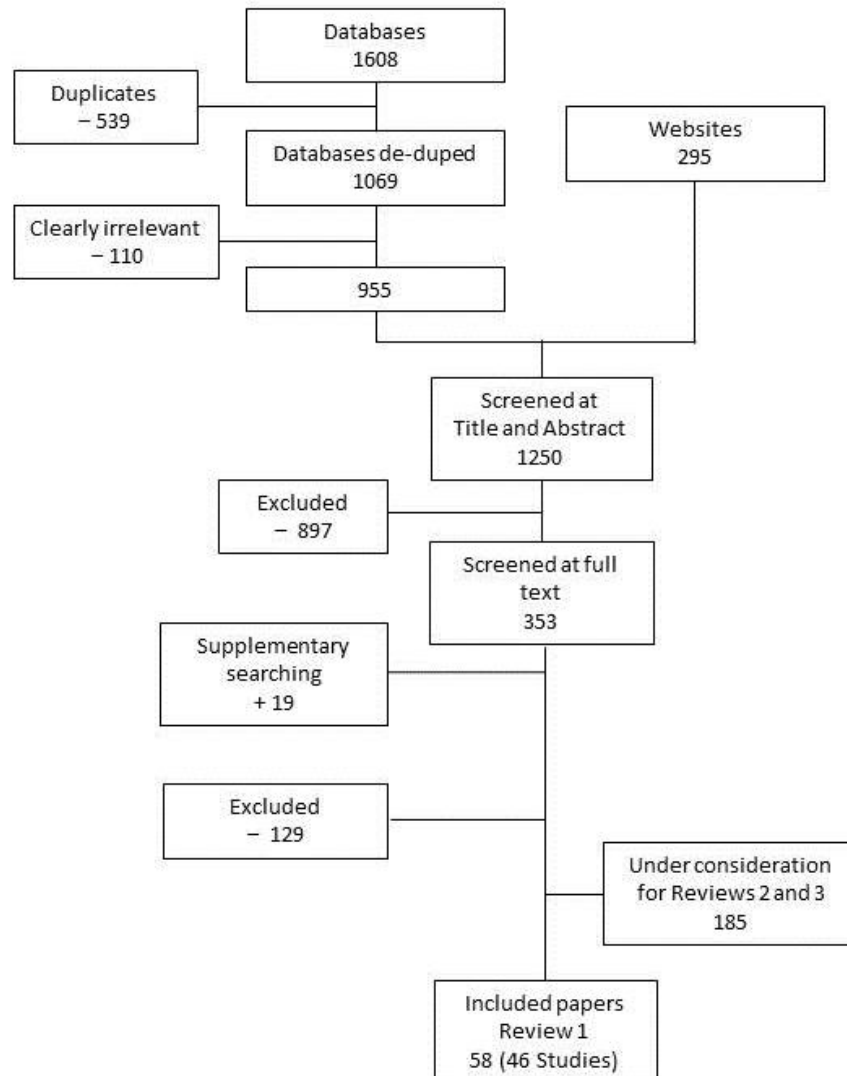 Databases
1608
Duplicates
– 539
Databases de-duped
1069
Websites
295
Clearly irrelevant
– 110
955
Screened at
Title and Abstract
1250
Excluded
– 897
Screened at full
text
353
Supplementary
searching
+ 19
Excluded
– 129
Under consideration
for Reviews 2 and 3
185
Included papers
Review 1
58 (46 Studies)